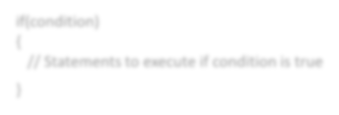 if(condition)
{
// Statements to execute if condition is true
}